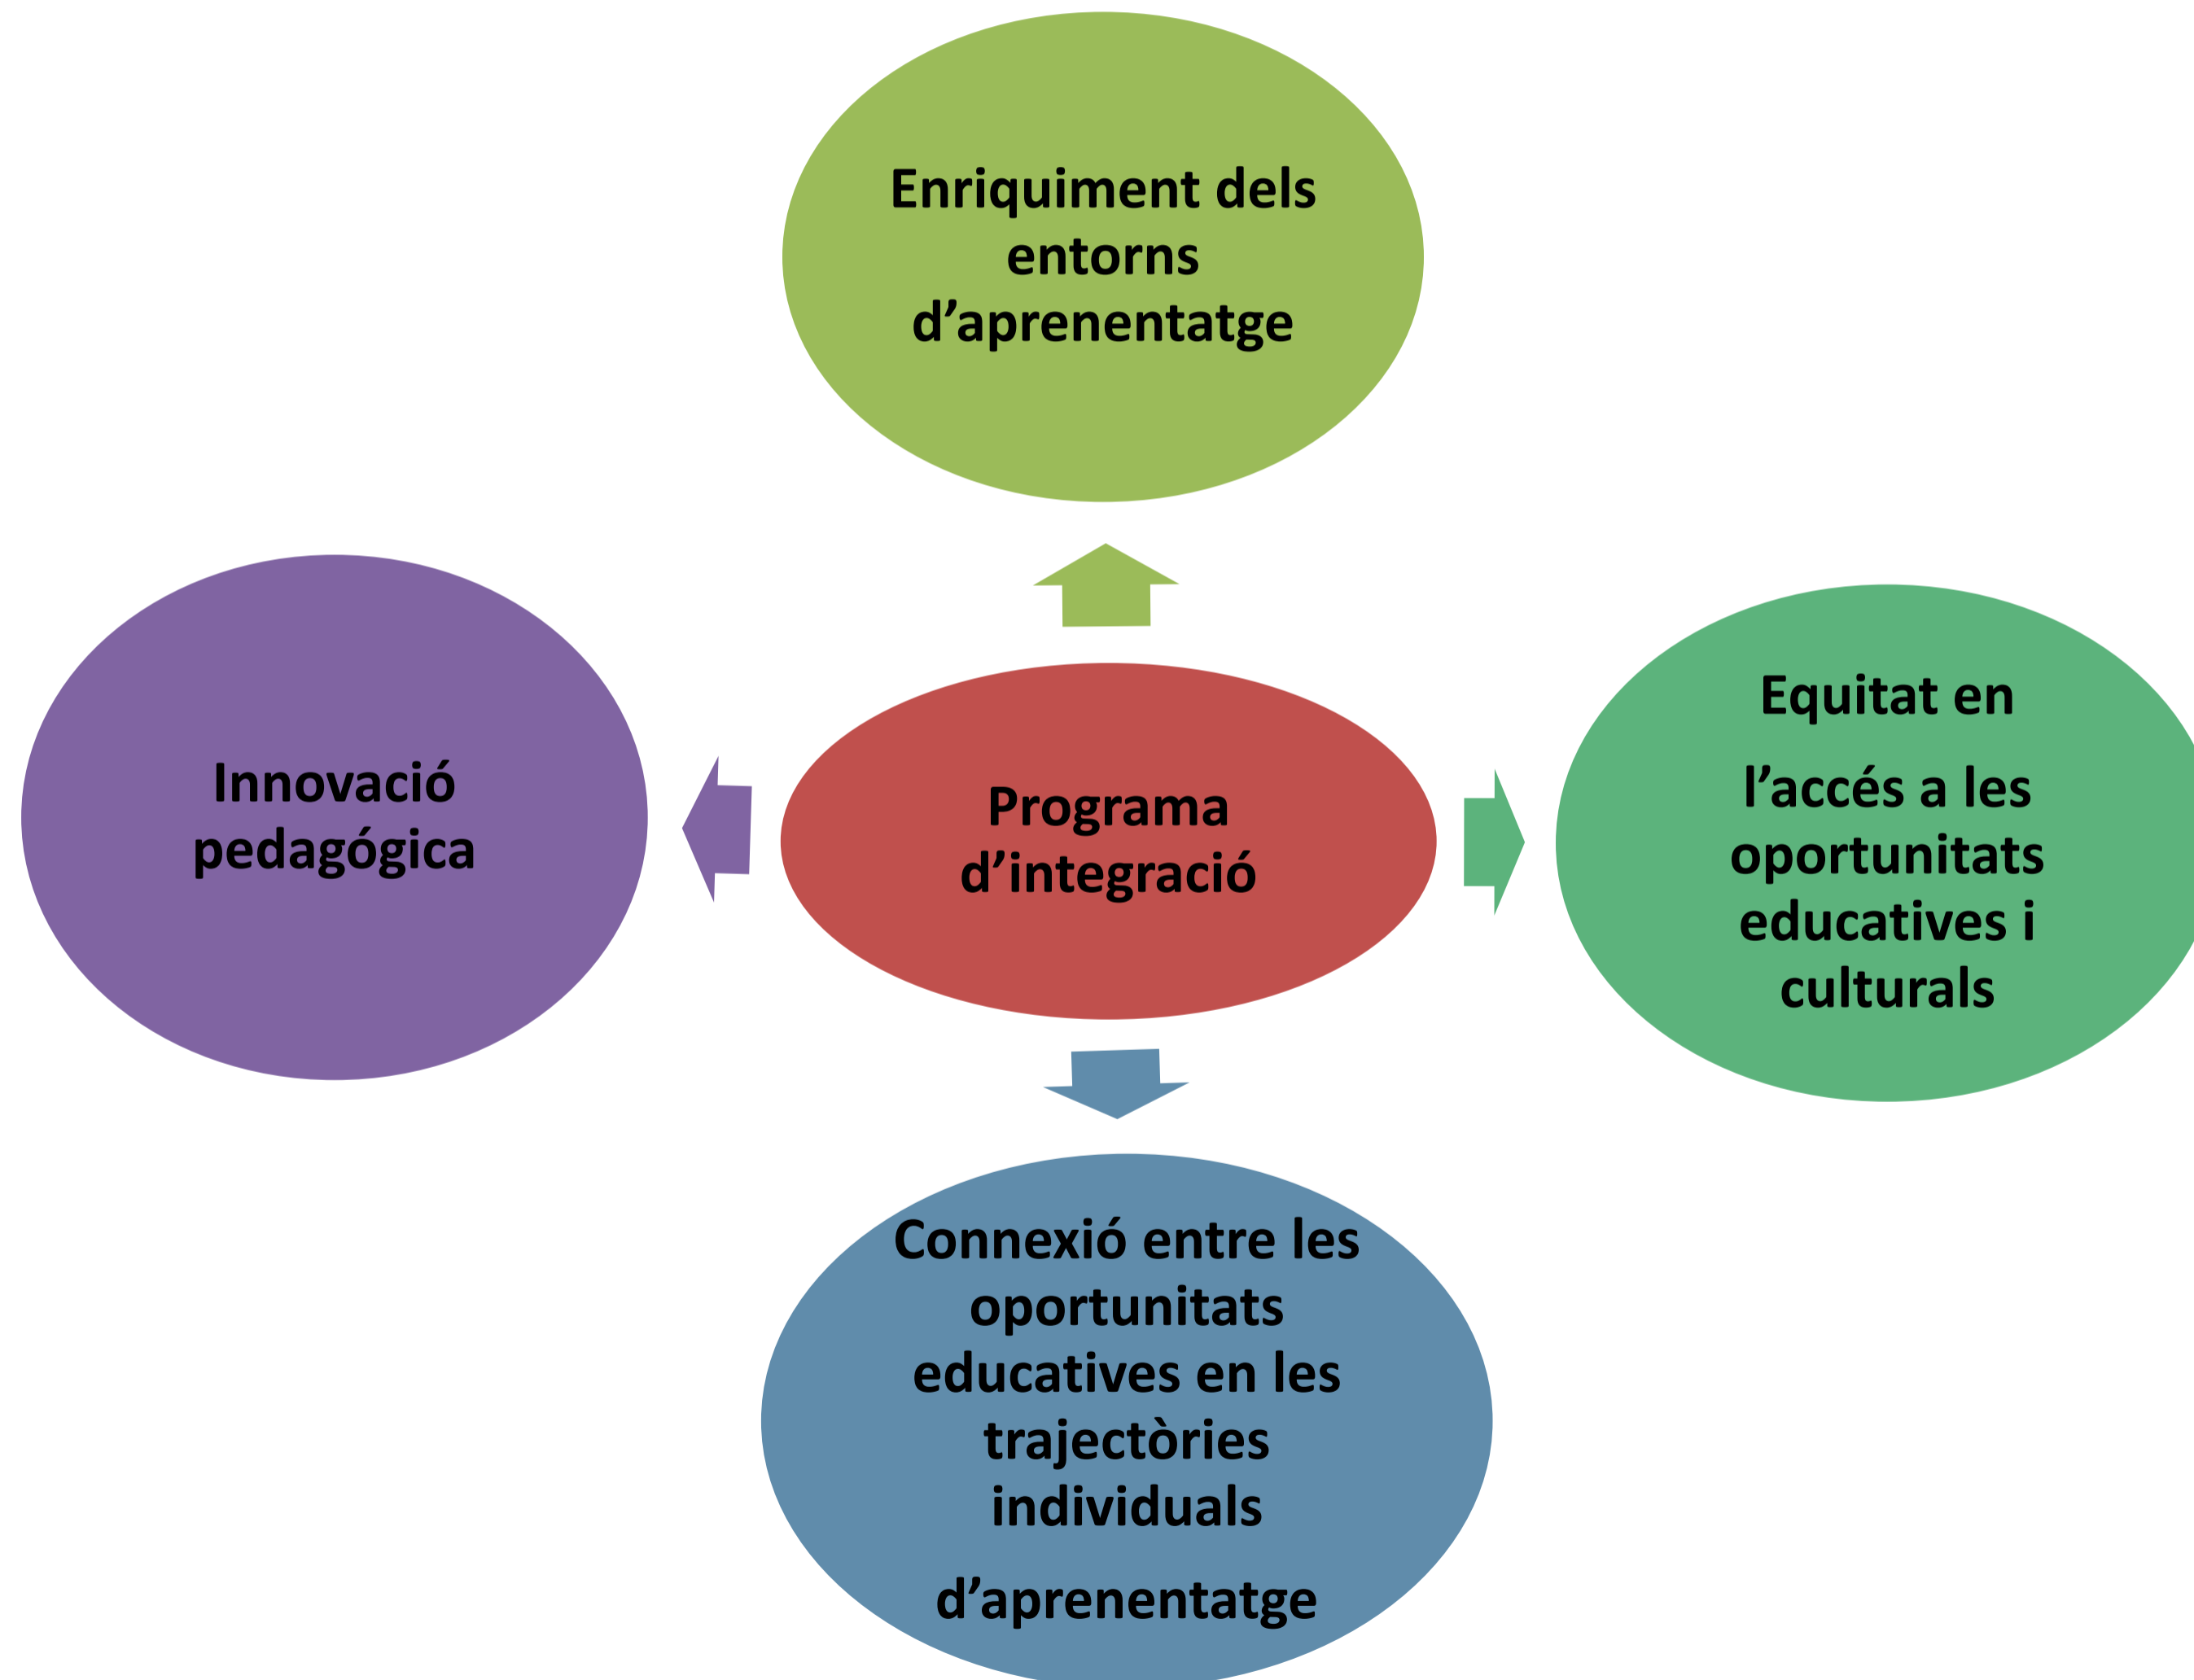 Enriquiment dels
entorns
d’aprenentatge
Innovació
pedagógica
Programa
d’integració
Equitat en
l’accés a les
oportunitats
educatives i
culturals
Connexió entre les
oportunitats
educatives en les
trajectòries
individuals
d’aprenentatge